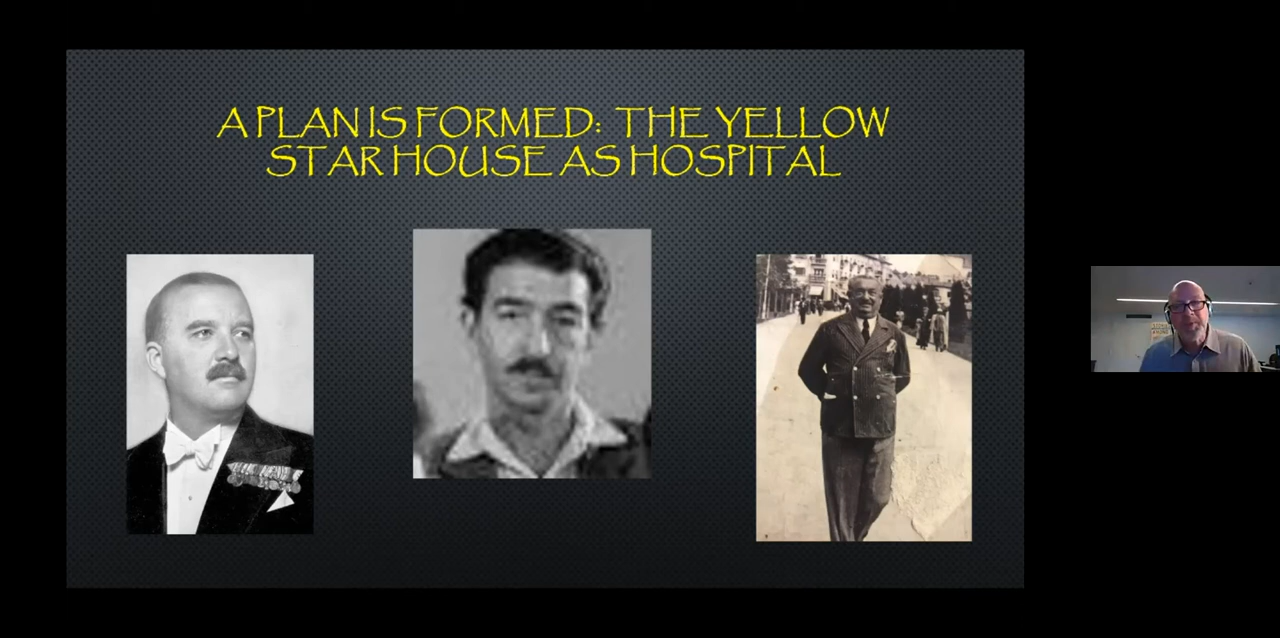 A PLAN IS FORMED: THE YELLOW
STAR HOUSE AS HOSPITAL